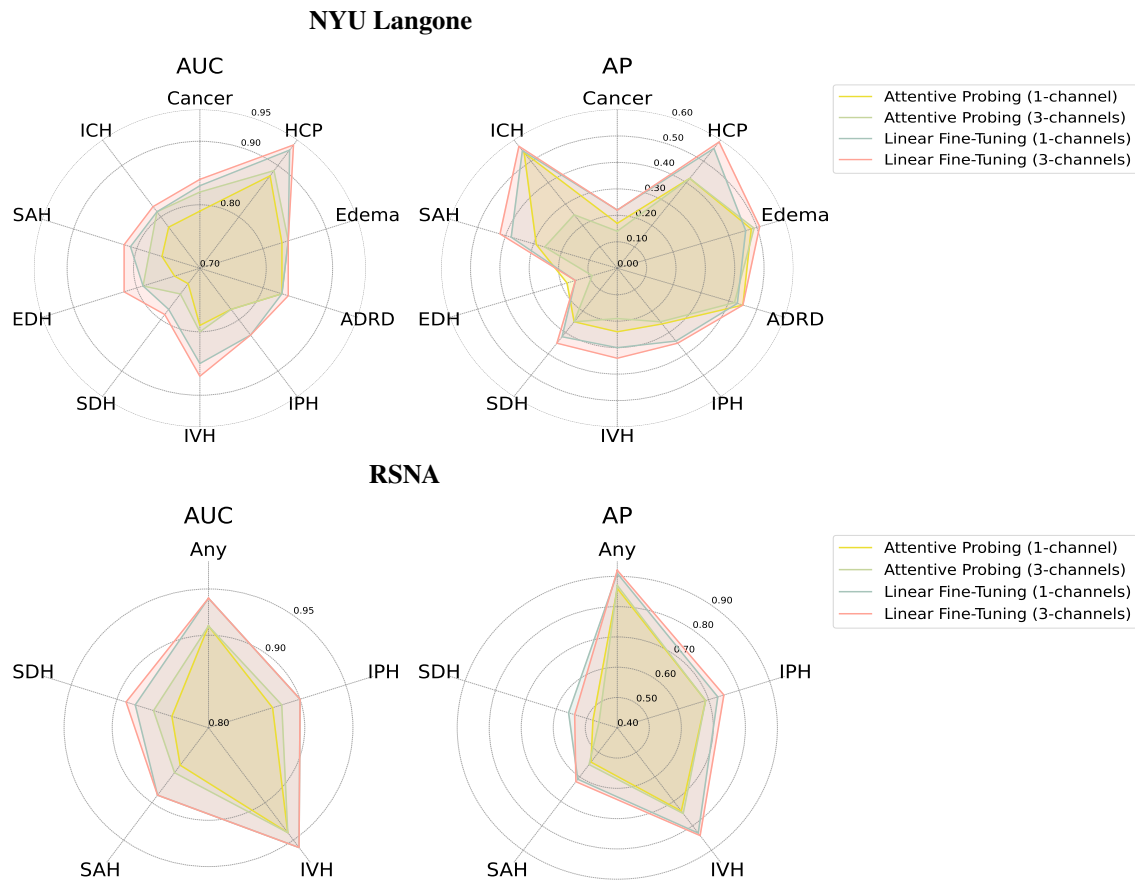 NYU Langone
AUC
Cancer
0.95
ICH
HCP
0.90
0.80
SAH
Edema
0.70
EDH
ADRD
SDH
IPH
IVH
AP
Cancer
0.60
ICH
HCP
0.50
0.40
0.30
SAH
0.20
Edema
0.10
0.00
EDH
ADRD
SDH
IPH
IVH
Attentive Probing (1-channel)
Attentive Probing (3-channels)
Linear Fine-Tuning (1-channels)
Linear Fine-Tuning (3-channels)
RSNA
AUC
Any
0.95
0.90
SDH
IPH
0.80
SAH
IVH
AP
Any
0.90
0.80
0.70
SDH
0.60
IPH
0.50
0.40
SAH
IVH
Attentive Probing (1-channel)
Attentive Probing (3-channels)
Linear Fine-Tuning (1-channels)
Linear Fine-Tuning (3-channels)